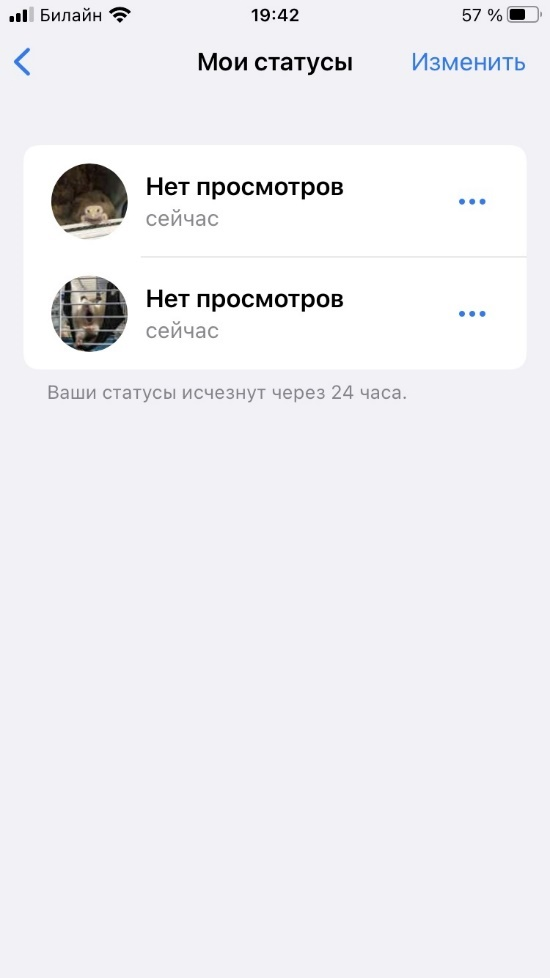 Билайн 19:42 57 %
Мои статусы Изменить
Нет просмотров
сейчас
Нет просмотров
сейчас
Ваши статусы исчезнут через 24 часа.